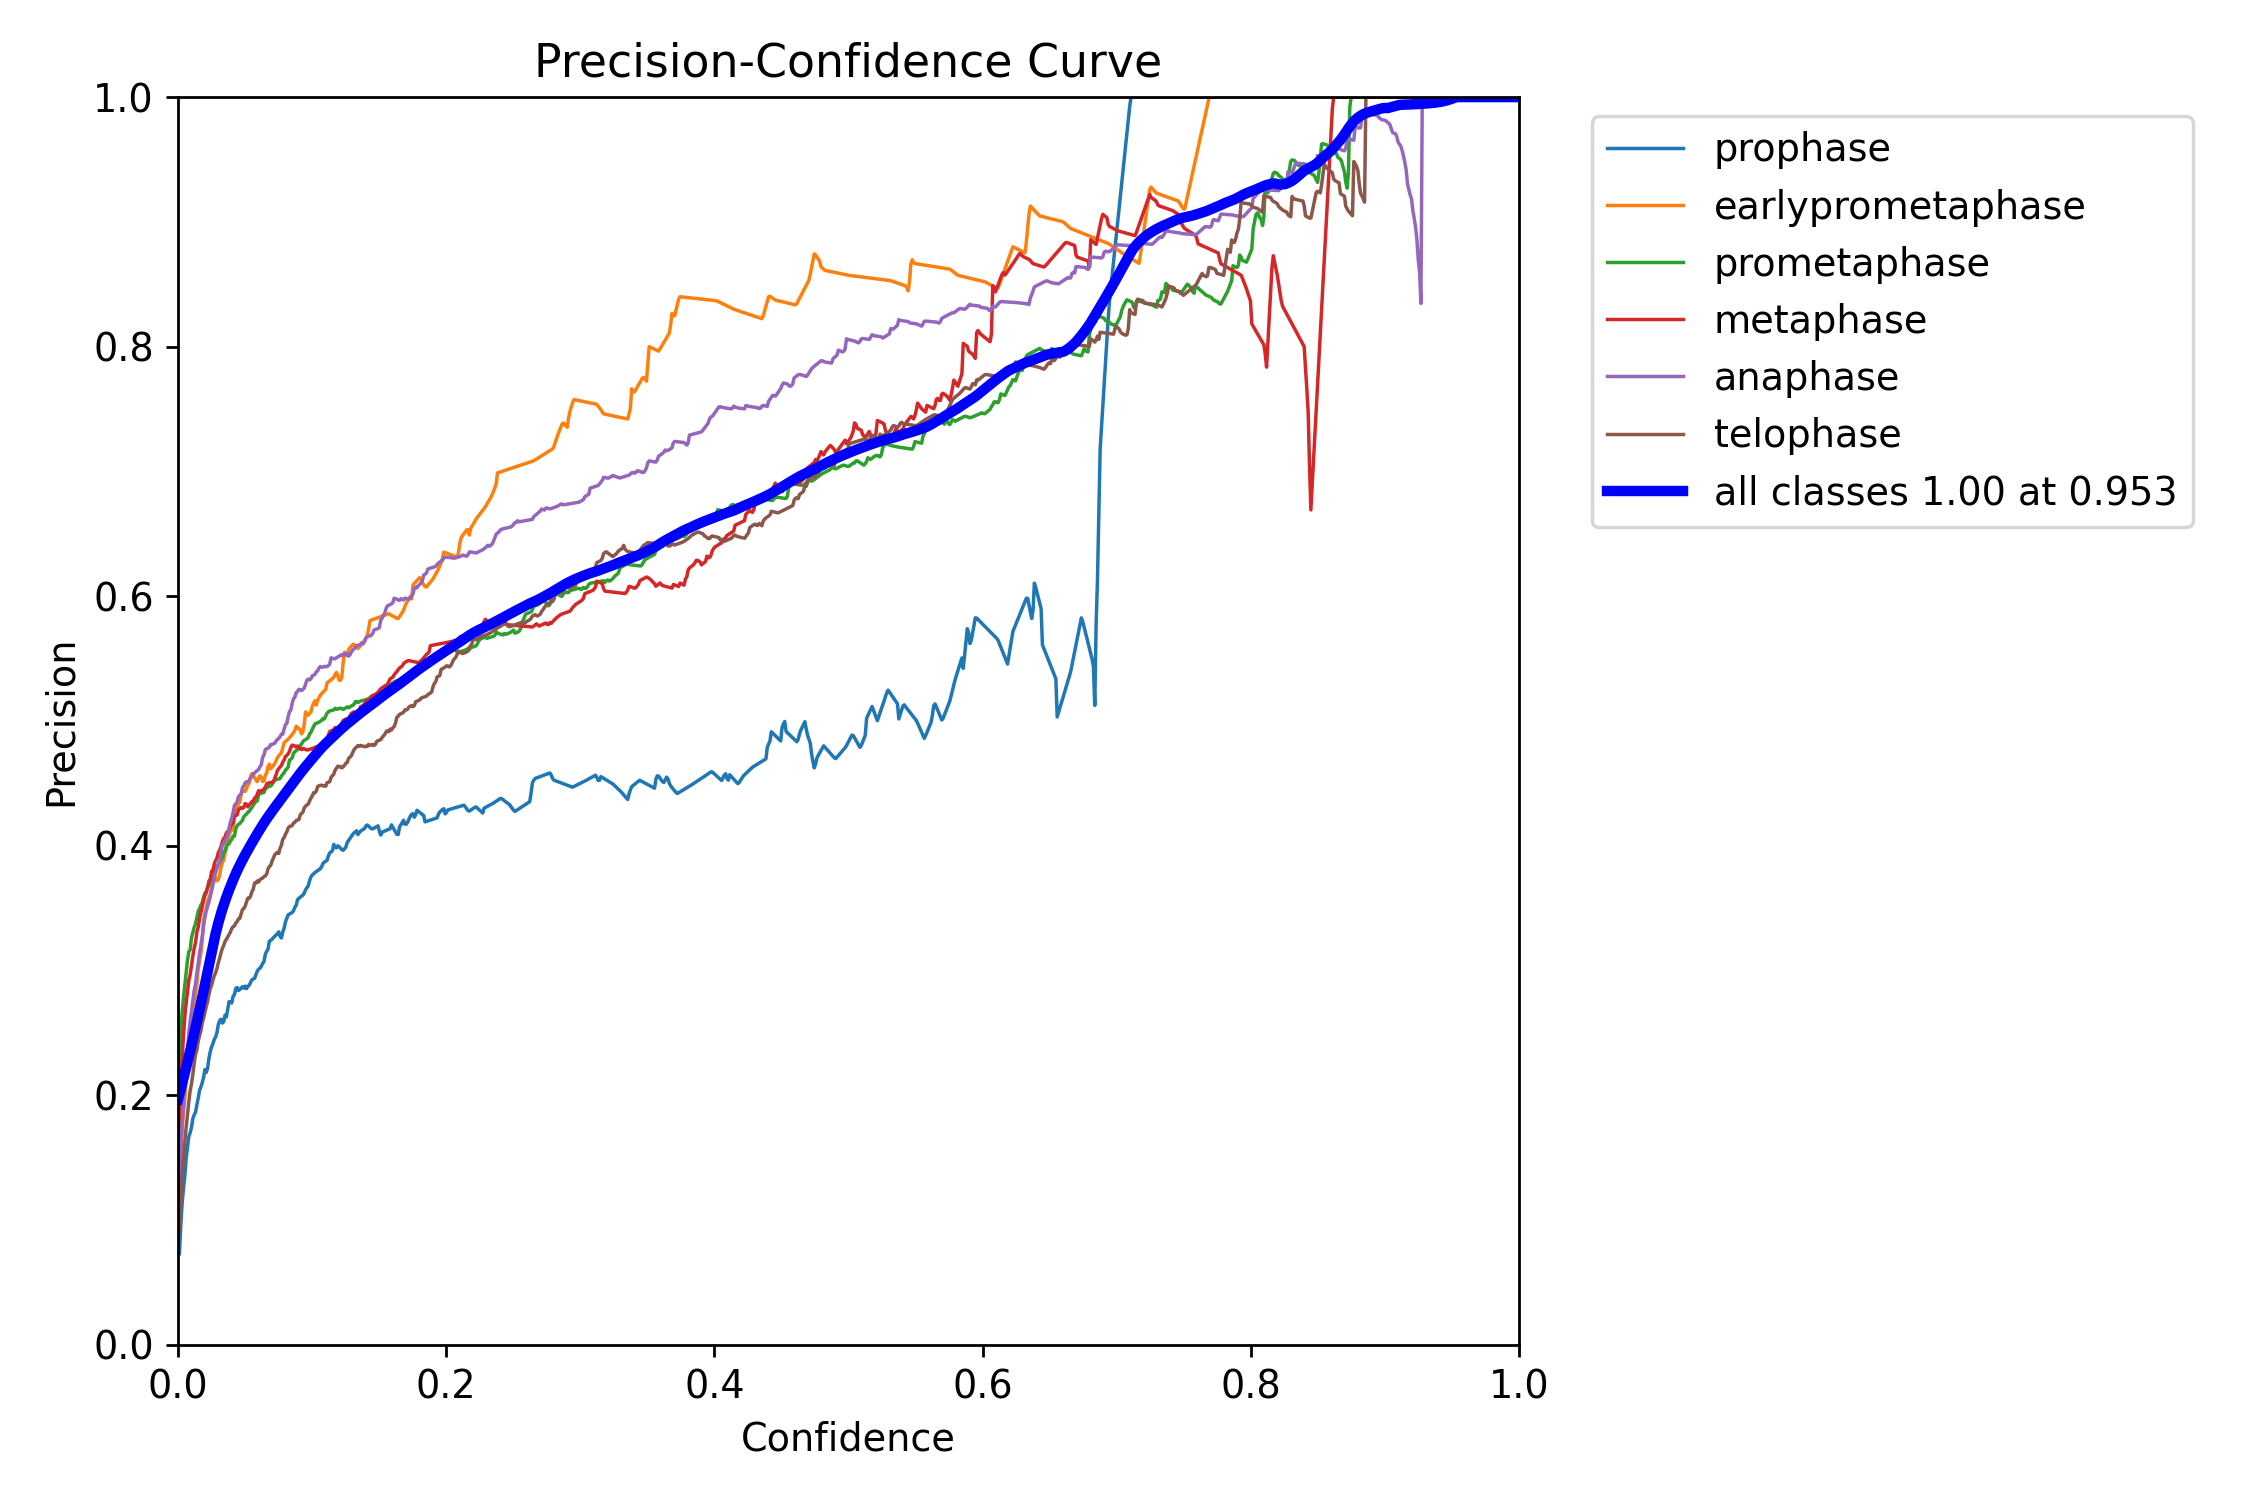 Precision-Confidence Curve
1.0
0.8
0.6
0.4
0.2
0.0
Precision
0.0 0.2 0.4 0.6 0.8 1.0
Confidence
prophase
earlyprometaphase
prometaphase
metaphase
anaphase
telophase
all classes 1.00 at 0.953